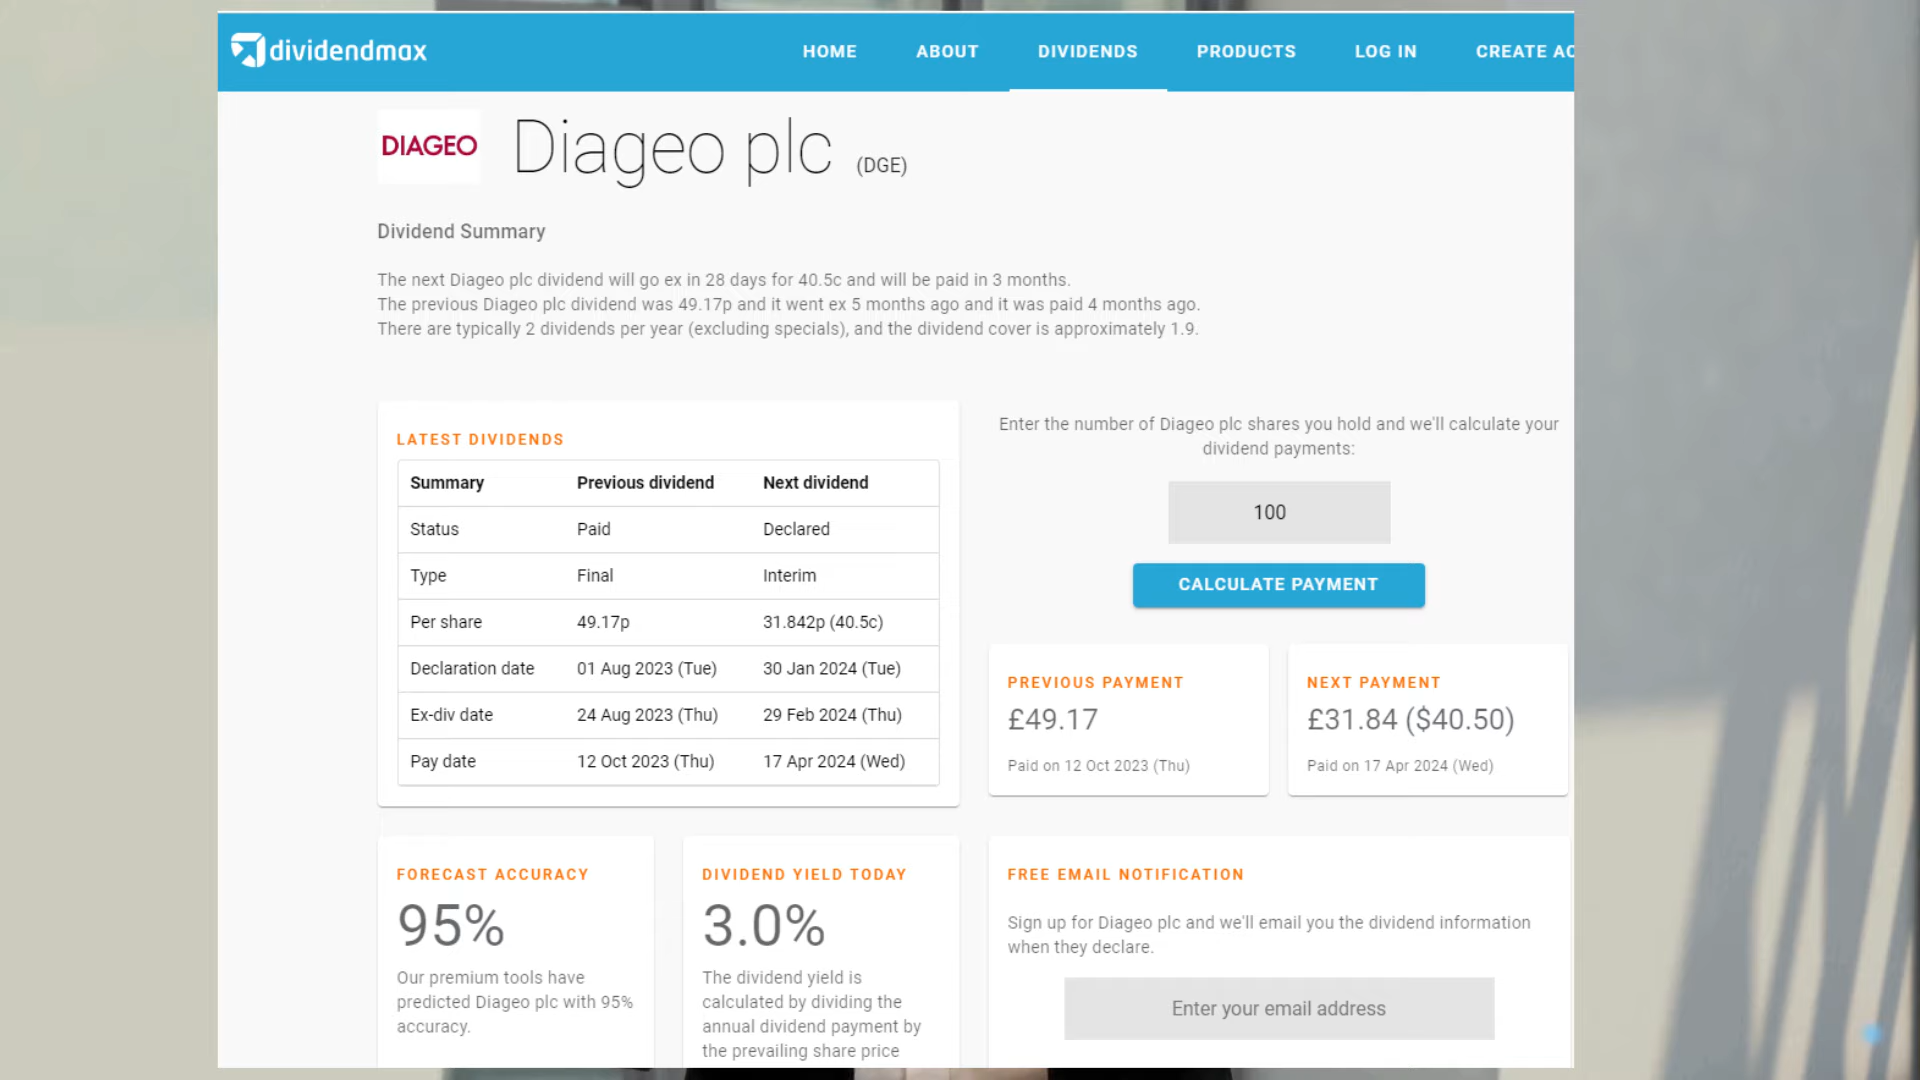 dividendmax
HOME ABOUT DIVIDENDS PRODUCTS LOG IN CREATE AC
DIAGEO
Diageo plc (DGE)
Dividend Summary
The next Diageo plc dividend will go ex in 28 days for 40.5c and will be paid in 3 months.
The previous Diageo plc dividend was 49.17p and it went ex 5 months ago and it was paid 4 months ago.
There are typically 2 dividends per year (excluding specials), and the dividend cover is approximately 1.9.
LATEST DIVIDENDS
Summary Previous dividend Next dividend
Status Paid Declared
Type Final Interim
Per share 49.17p 31.842p (40.5c)
Declaration date 01 Aug 2023 (Tue) 30 Jan 2024 (Tue)
Ex-div date 24 Aug 2023 (Thu) 29 Feb 2024 (Thu)
Pay date 12 Oct 2023 (Thu) 17 Apr 2024 (Wed)
Enter the number of Diageo plc shares you hold and we'll calculate your
dividend payments:
100
CALCULATE PAYMENT
PREVIOUS PAYMENT
£49.17
Paid on 12 Oct 2023 (Thu)
NEXT PAYMENT
£31.84 ($40.50)
Paid on 17 Apr 2024 (Wed)
FORECAST ACCURACY
95%
Our premium tools have
predicted Diageo plc with 95%
accuracy.
DIVIDEND YIELD TODAY
3.0%
The dividend yield is
calculated by dividing the
annual dividend payment by
the prevailing share price
FREE EMAIL NOTIFICATION
Sign up for Diageo plc and we'll email you the dividend information
when they declare.
Enter your email address